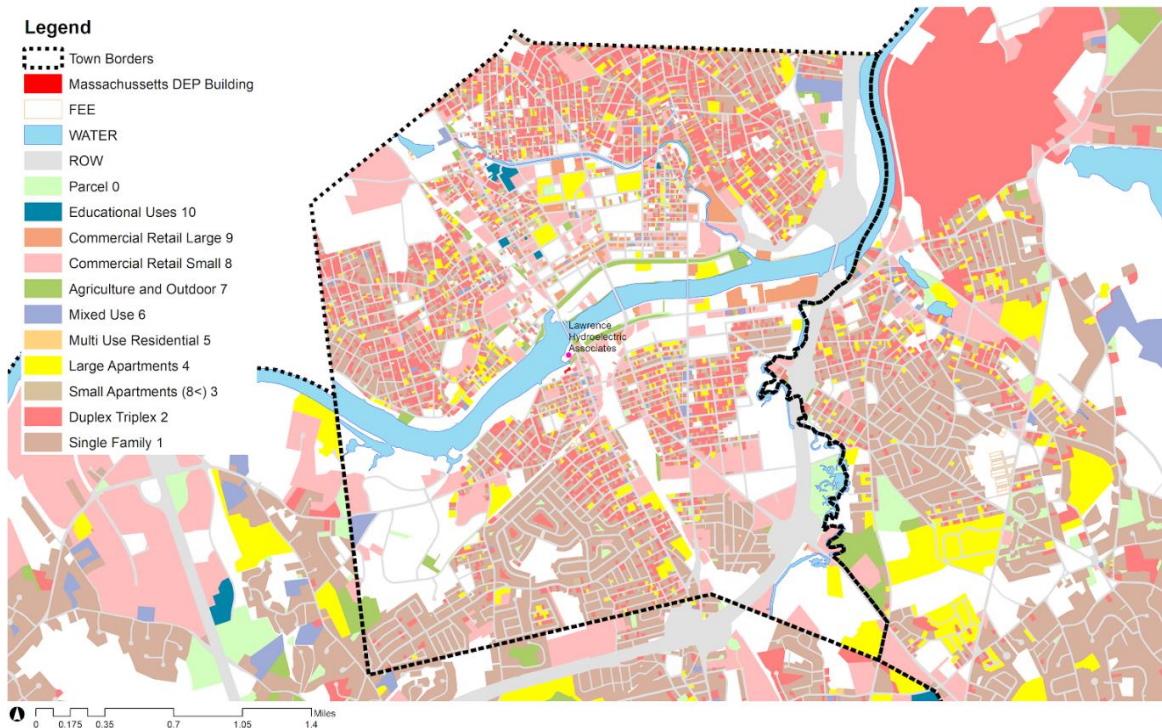 Legend
Town Borders
Massachussetts DEP Building
FEE
WATER
ROW
Parcel 0
Educational Uses 10
Commercial Retail Large 9
Commercial Retail Small 8
Agriculture and Outdoor 7
Mixed Use 6
Multi Use Residential 5
Large Apartments 4
Small Apartments (8<) 3
Duplex Triplex 2
Single Family 1
Lawrence
Hydroelectric
Associates
Miles
0 0.175 0.35 0.7 1.05 1.4